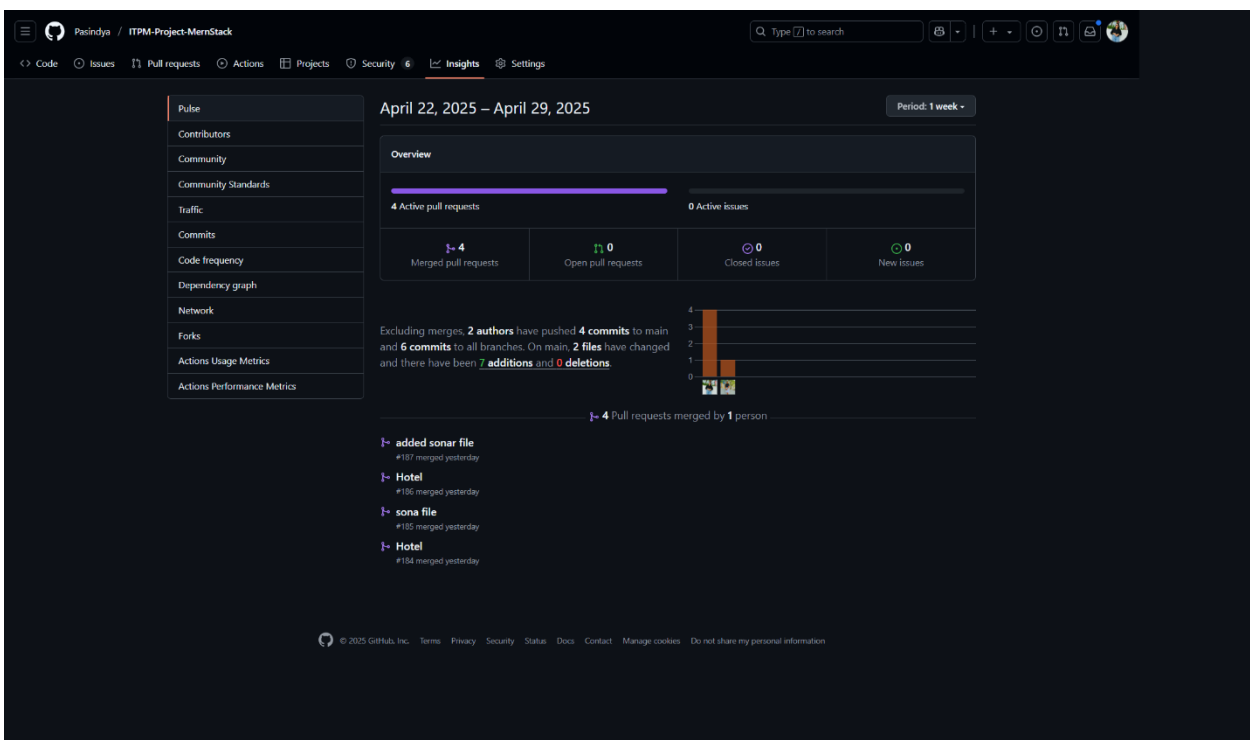 Pasindya / ITPM-Project-MernStack
Type / to search
Code Issues Pull requests Actions Projects Security 6 Insights Settings
Pulse
Contributors
Community
Community Standards
Traffic
Commits
Code frequency
Dependency graph
Network
Forks
Actions Usage Metrics
Actions Performance Metrics
April 22, 2025 – April 29, 2025
Period: 1 week
Overview
4 Active pull requests
0 Active issues
4
Merged pull requests
0
Open pull requests
0
Closed issues
0
New issues
Excluding merges, 2 authors have pushed 4 commits to main
and 6 commits to all branches. On main, 2 files have changed
and there have been 7 additions and 0 deletions.
4
3
2
1
0
4 Pull requests merged by 1 person
added sonar file
#187 merged yesterday
Hotel
#186 merged yesterday
sona file
#185 merged yesterday
Hotel
#184 merged yesterday
© 2025 GitHub, Inc. Terms Privacy Security Status Docs Contact Manage cookies Do not share my personal information